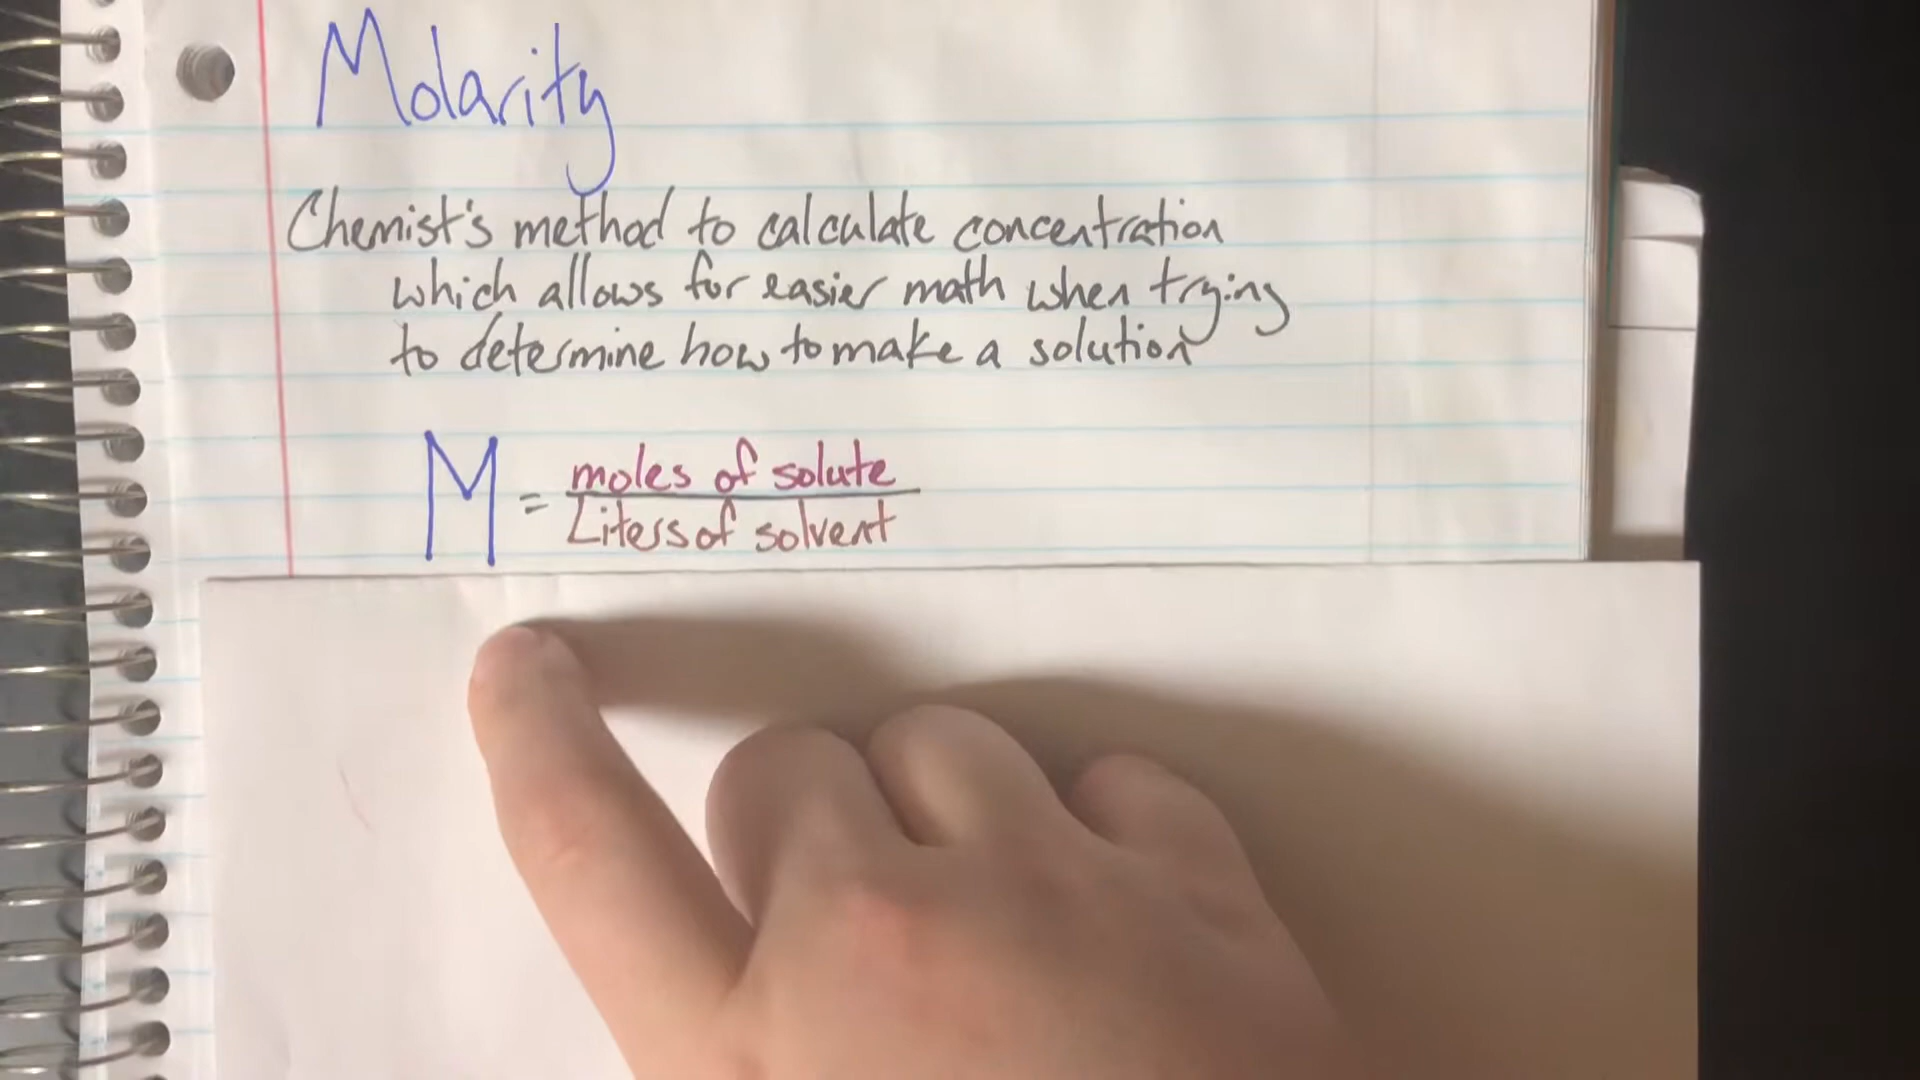 Molarity
Chemist's method to calculate concentration
which allows for easier math when trying
to determine how to make a solution
M = moles of solute
Liters of solvent